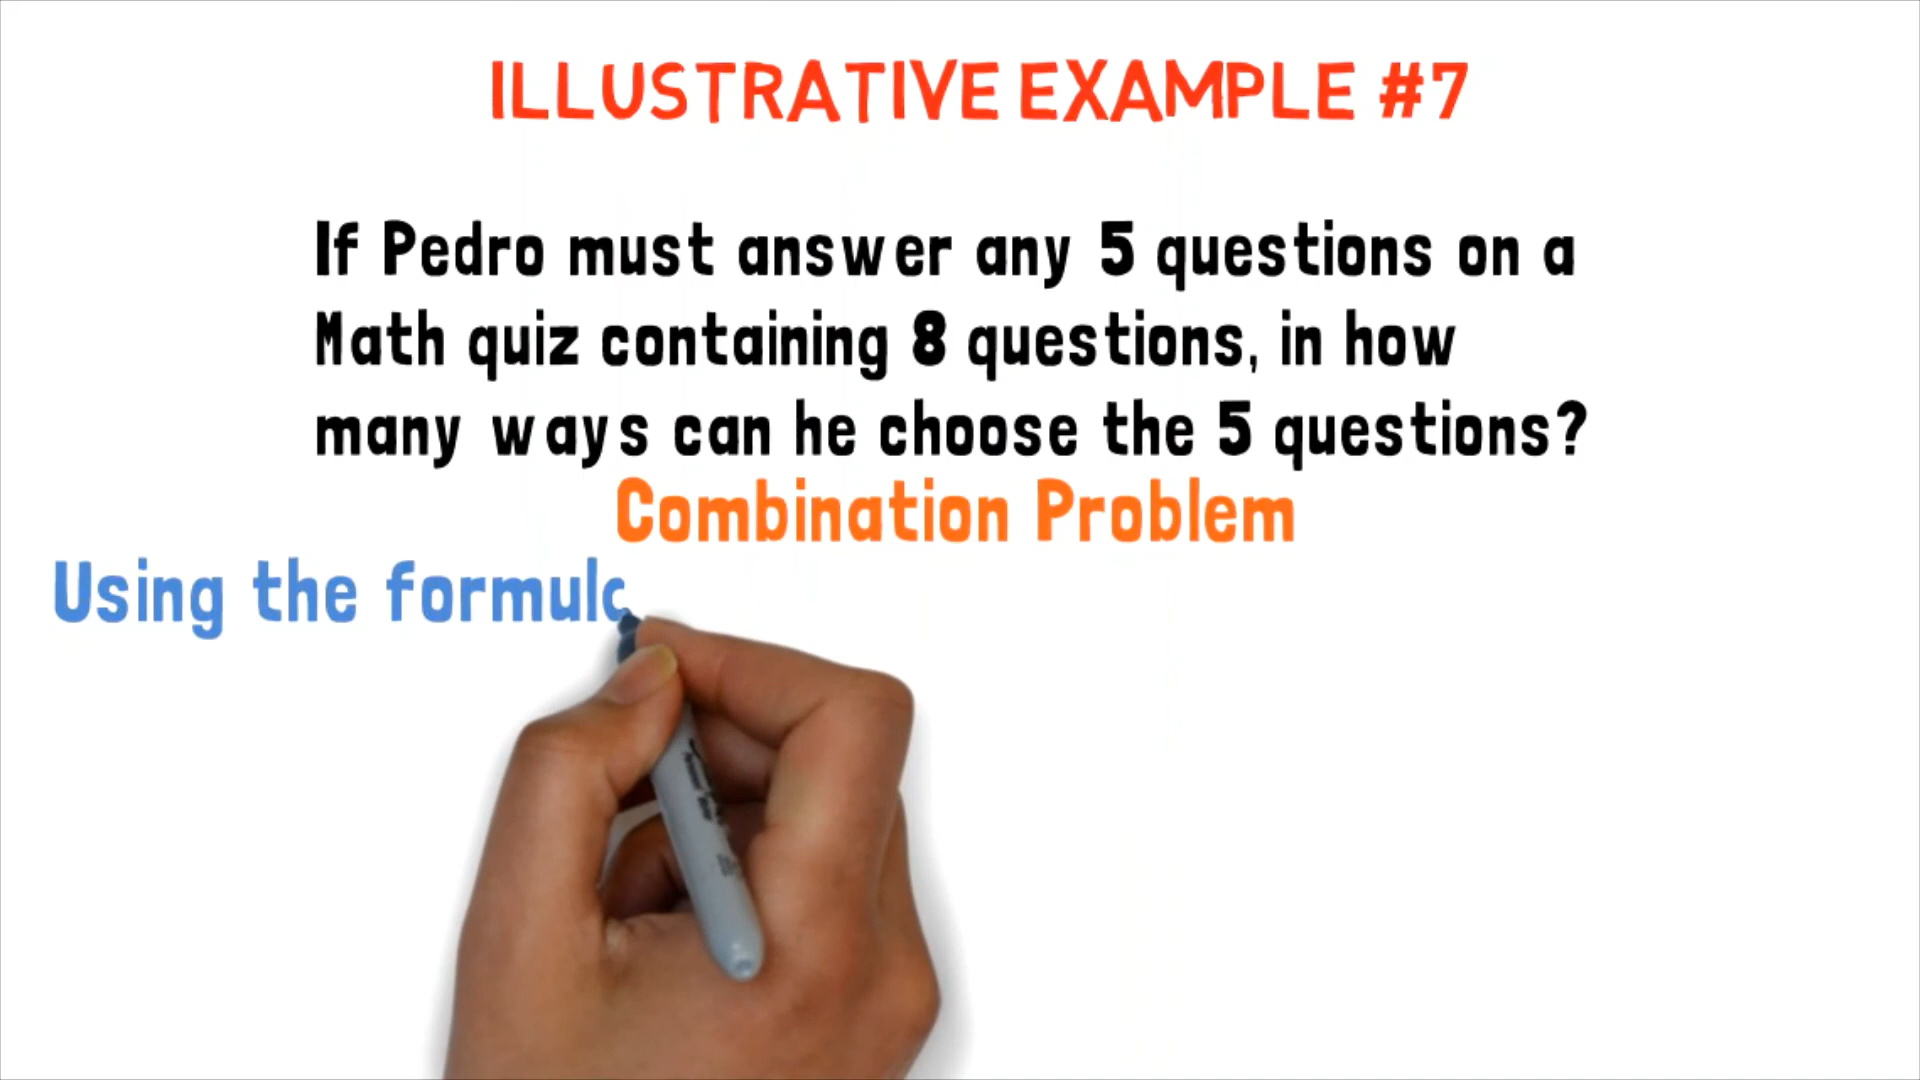 ILLUSTRATIVE EXAMPLE #7
If Pedro must answer any 5 questions on a
Math quiz containing 8 questions, in how
many ways can he choose the 5 questions?
Combination Problem
Using the formula